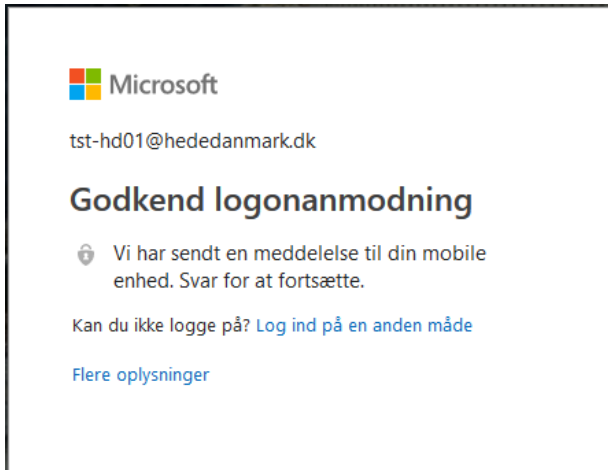 Microsoft
tst-hd01@hededanmark.dk
Godkend logonanmodning
Vi har sendt en meddelelse til din mobile
enhed. Svar for at fortsætte.
Kan du ikke logge på? Log ind på en anden måde
Flere oplysninger